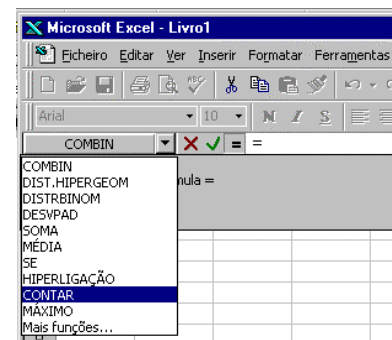 Microsoft Excel - Livro1
Ficheiro Editar Ver Inserir Formatar Ferramentas
ABC
Arial 10 N I S
COMBIN = =
COMBIN
DIST.HIPERGEOM mula =
DISTRBINOM
DESVPAD
SOMA
MÉDIA
SE
HIPERLIGAÇÃO
CONTAR
MÁXIMO
Mais funções...